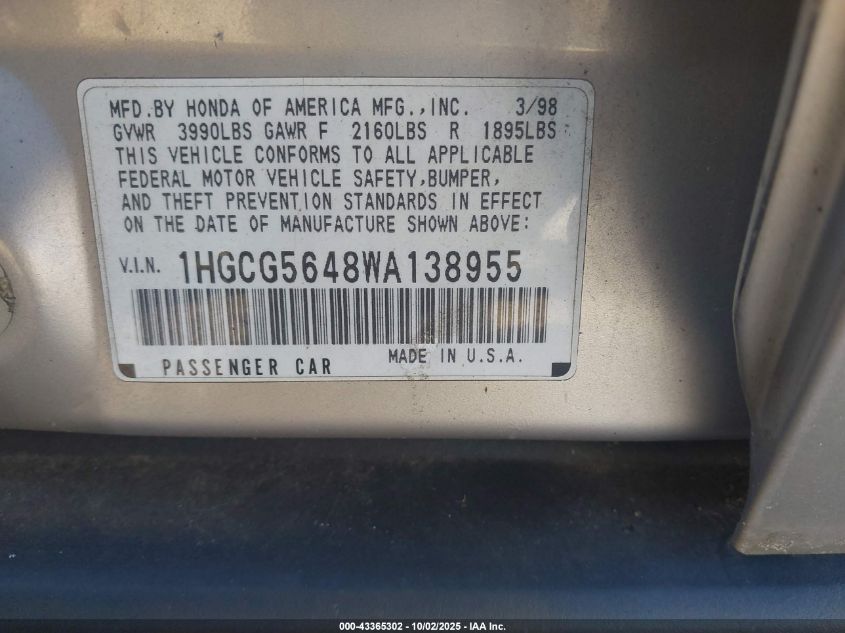 MFD.BY HONDA OF AMERICA MFG.,INC. 3/98
GVWR 3990LBS GAWR F 2160LBS R 1895LBS
THIS VEHICLE CONFORMS TO ALL APPLICABLE
FEDERAL MOTOR VEHICLE SAFETY,BUMPER,
AND THEFT PREVENTION STANDARDS IN EFFECT
ON THE DATE OF MANUFACTURE SHOWN ABOVE:
V.I.N. 1HGCG5648WA138955
PASSENGER CAR MADE IN U.S.A.
000-43365302 - 10/02/2025 - IAA Inc.